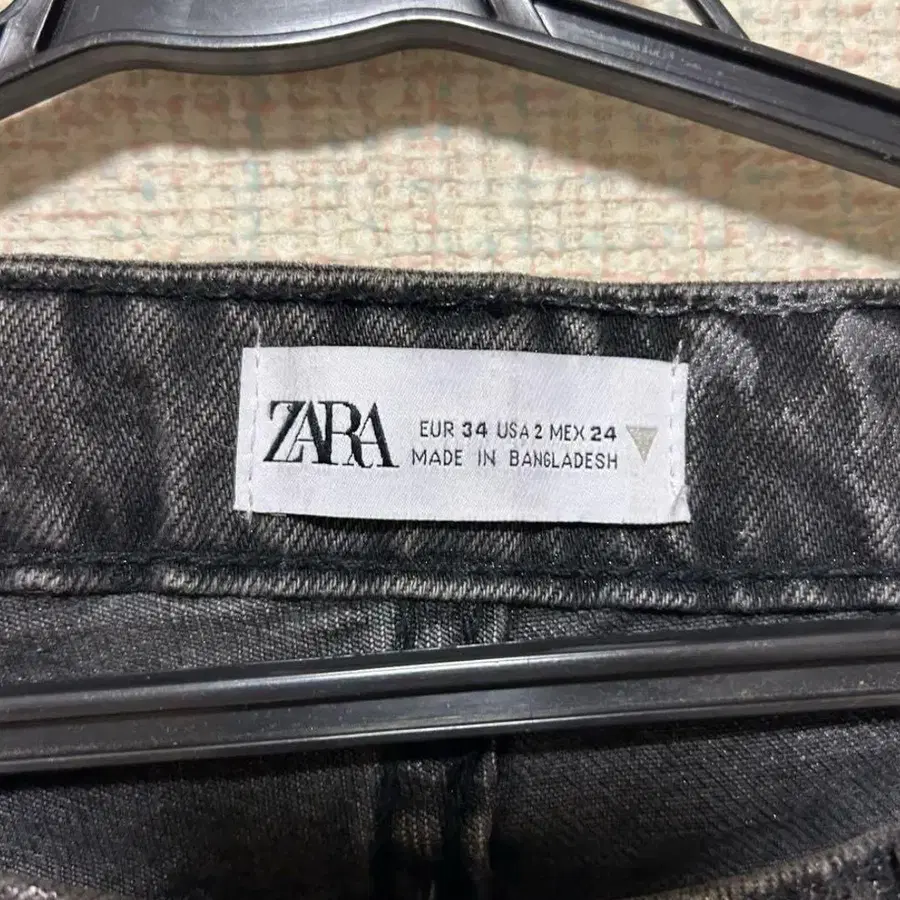 ZARA
EUR 34 USA 2 MEX 24
MADE IN BANGLADESH